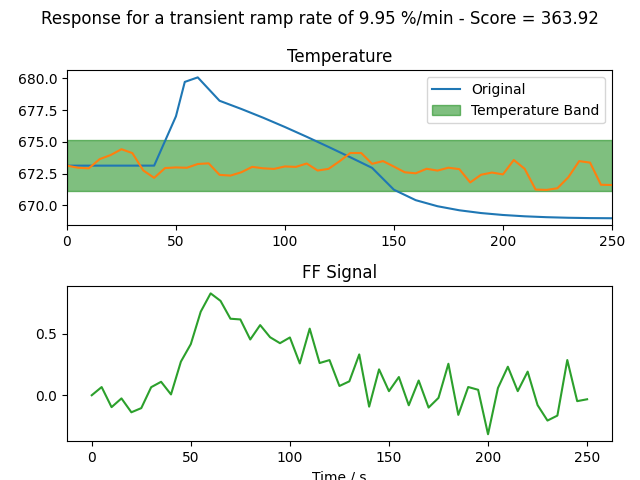 Response for a transient ramp rate of 9.95 %/min - Score = 363.92
Temperature
680.0
677.5
675.0
672.5
670.0
Original
Temperature Band
0 50 100 150 200 250
FF Signal
0.5
0.0
0 50 100 150 200 250
Time / s